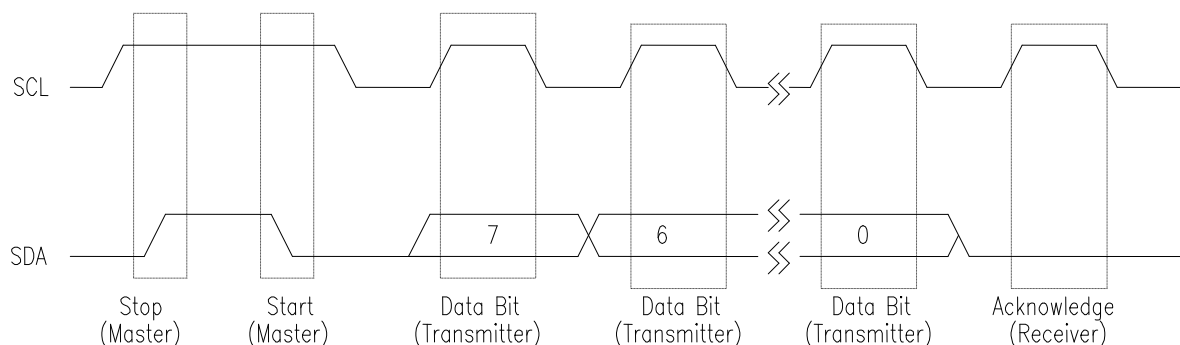 SCL
SDA
7
6
0
Stop
(Master)
Start
(Master)
Data Bit
(Transmitter)
Data Bit
(Transmitter)
Data Bit
(Transmitter)
Acknowledge
(Receiver)